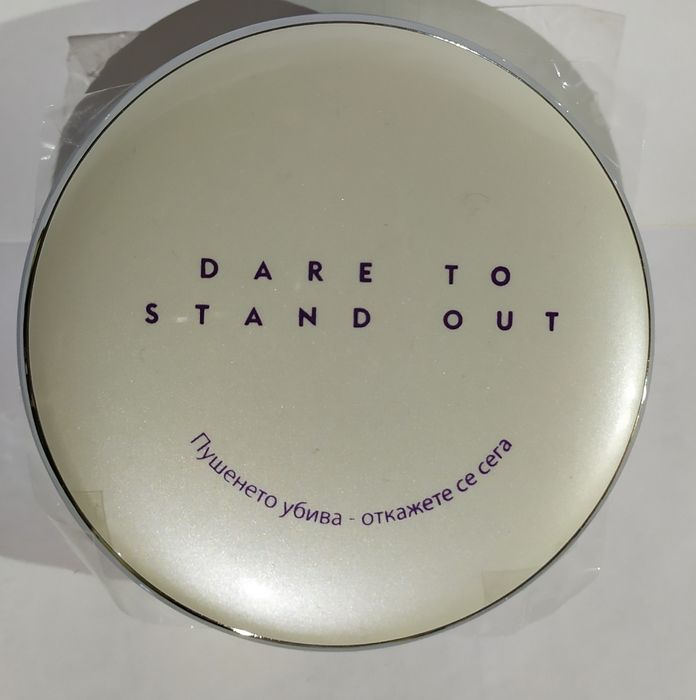 DARE TO
STAND OUT
Пушенето убива - откажете се сега